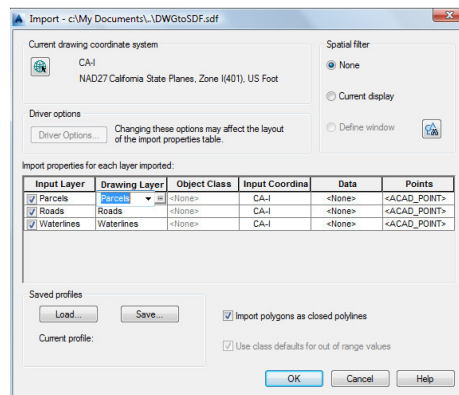 Import - c:\My Documents\..\DWGtoSDF.sdf
Current drawing coordinate system
CA-I
NAD27 California State Planes, Zone I(401), US Foot
Spatial filter
None
Current display
Define window
Driver options
Driver Options...
Changing these options may affect the layout
of the import properties table.
Import properties for each layer imported:
Input Layer Drawing Layer Object Class Input Coordina Data Points
Parcels Parcels <None> CA-I <None> <ACAD_POINT>
Roads Roads <None> CA-I <None> <ACAD_POINT>
Waterlines Waterlines <None> CA-I <None> <ACAD_POINT>
Saved profiles
Load... Save...
Current profile:
Import polygons as closed polylines
Use class defaults for out of range values
OK Cancel Help